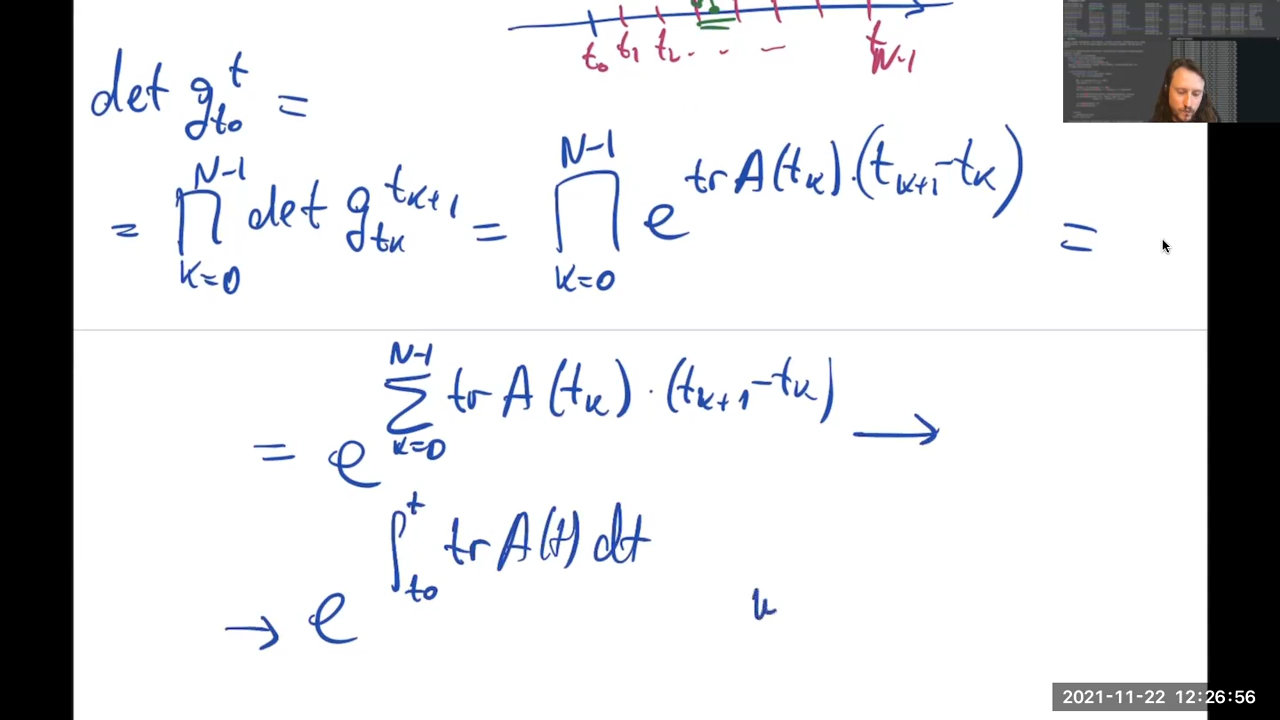 t₀ t₁ t₂ . . — t_{N-1}
det g_{t₀}^{t} =
= ∏_{k=0}^{N-1} det g_{t_k}^{t_{k+1}} = ∏_{k=0}^{N-1} e^{tr A(t_k)·(t_{k+1}-t_k)} =
= e^{∑_{k=0}^{N-1} tr A(t_k)·(t_{k+1}-t_k)} →
→ e^{∫_{t₀}^{t} tr A(t) dt}
2021-11-22 12:26:56